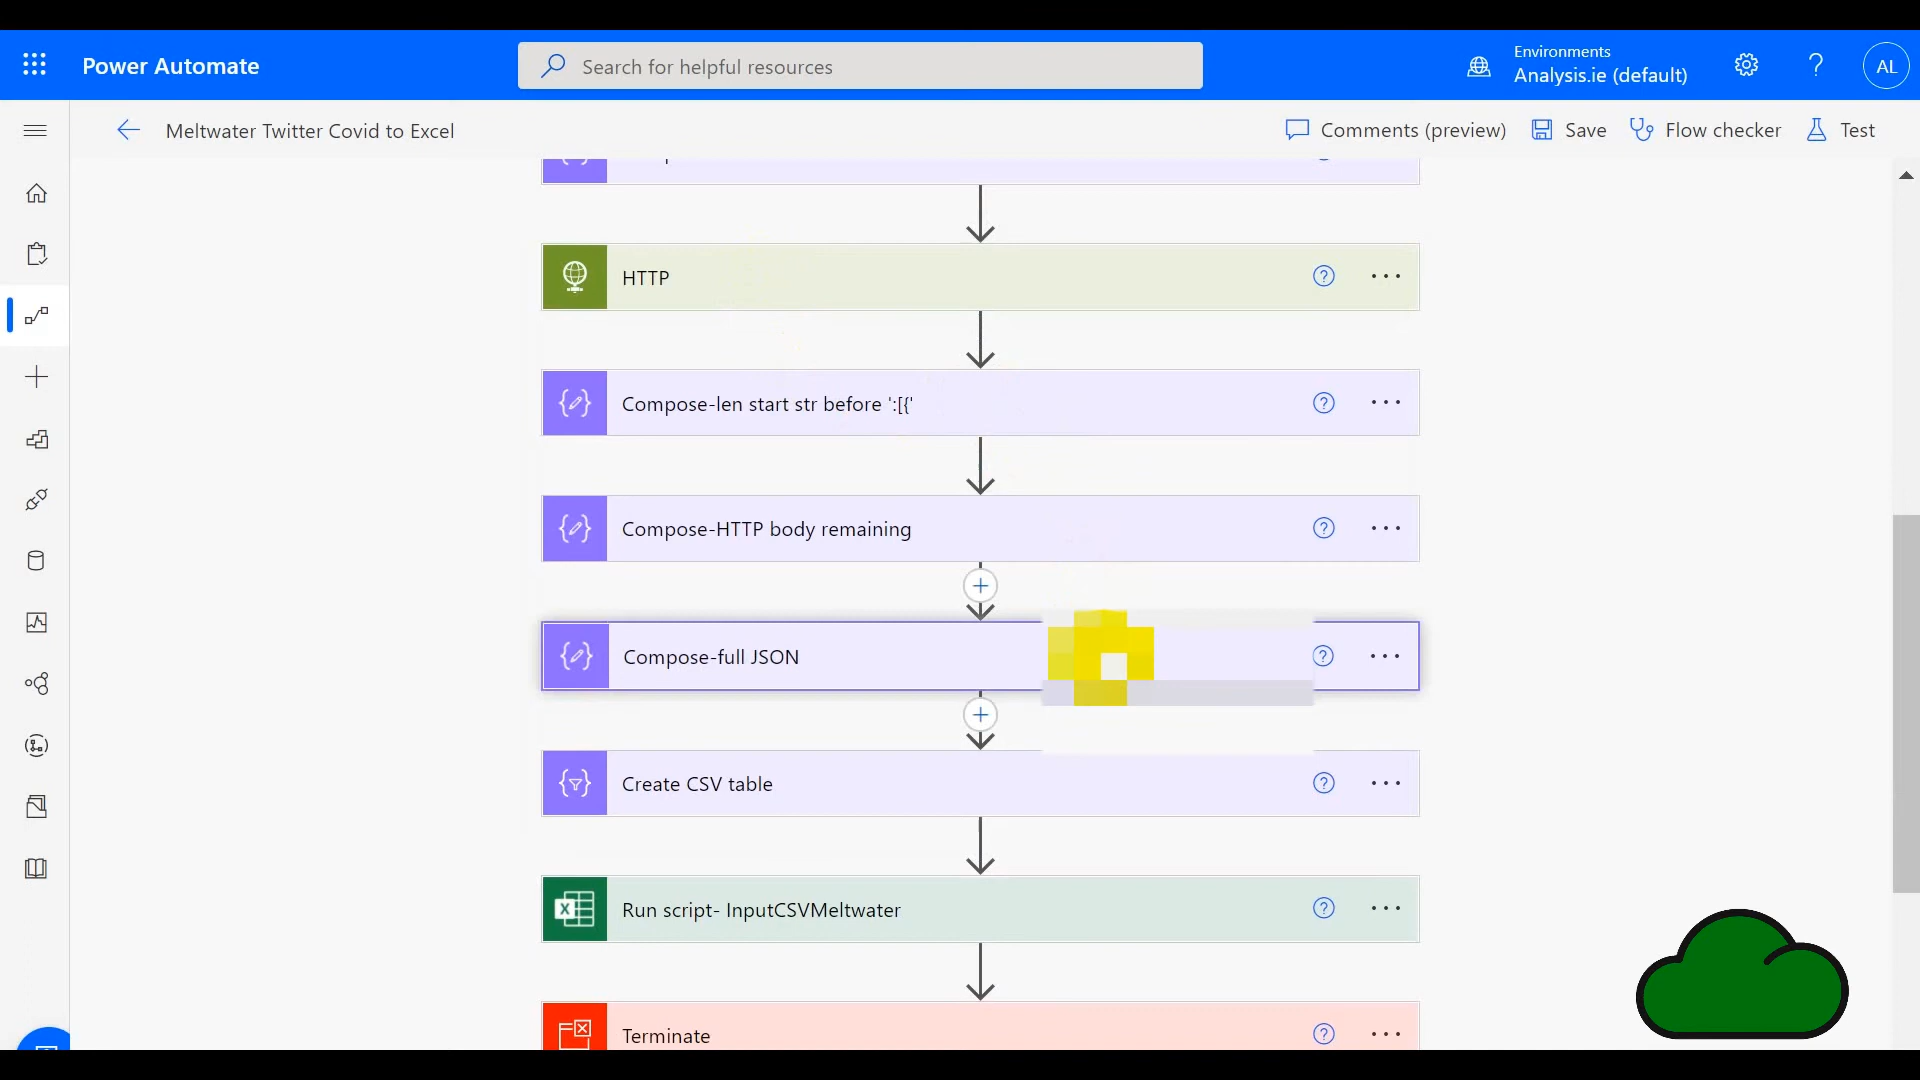 Power Automate
Search for helpful resources
Environments
Analysis.ie (default)
AL
Meltwater Twitter Covid to Excel
Comments (preview)
Save
Flow checker
Test
HTTP
Compose-len start str before ':[{'
Compose-HTTP body remaining
Compose-full JSON
Create CSV table
Run script- InputCSVMeltwater
Terminate